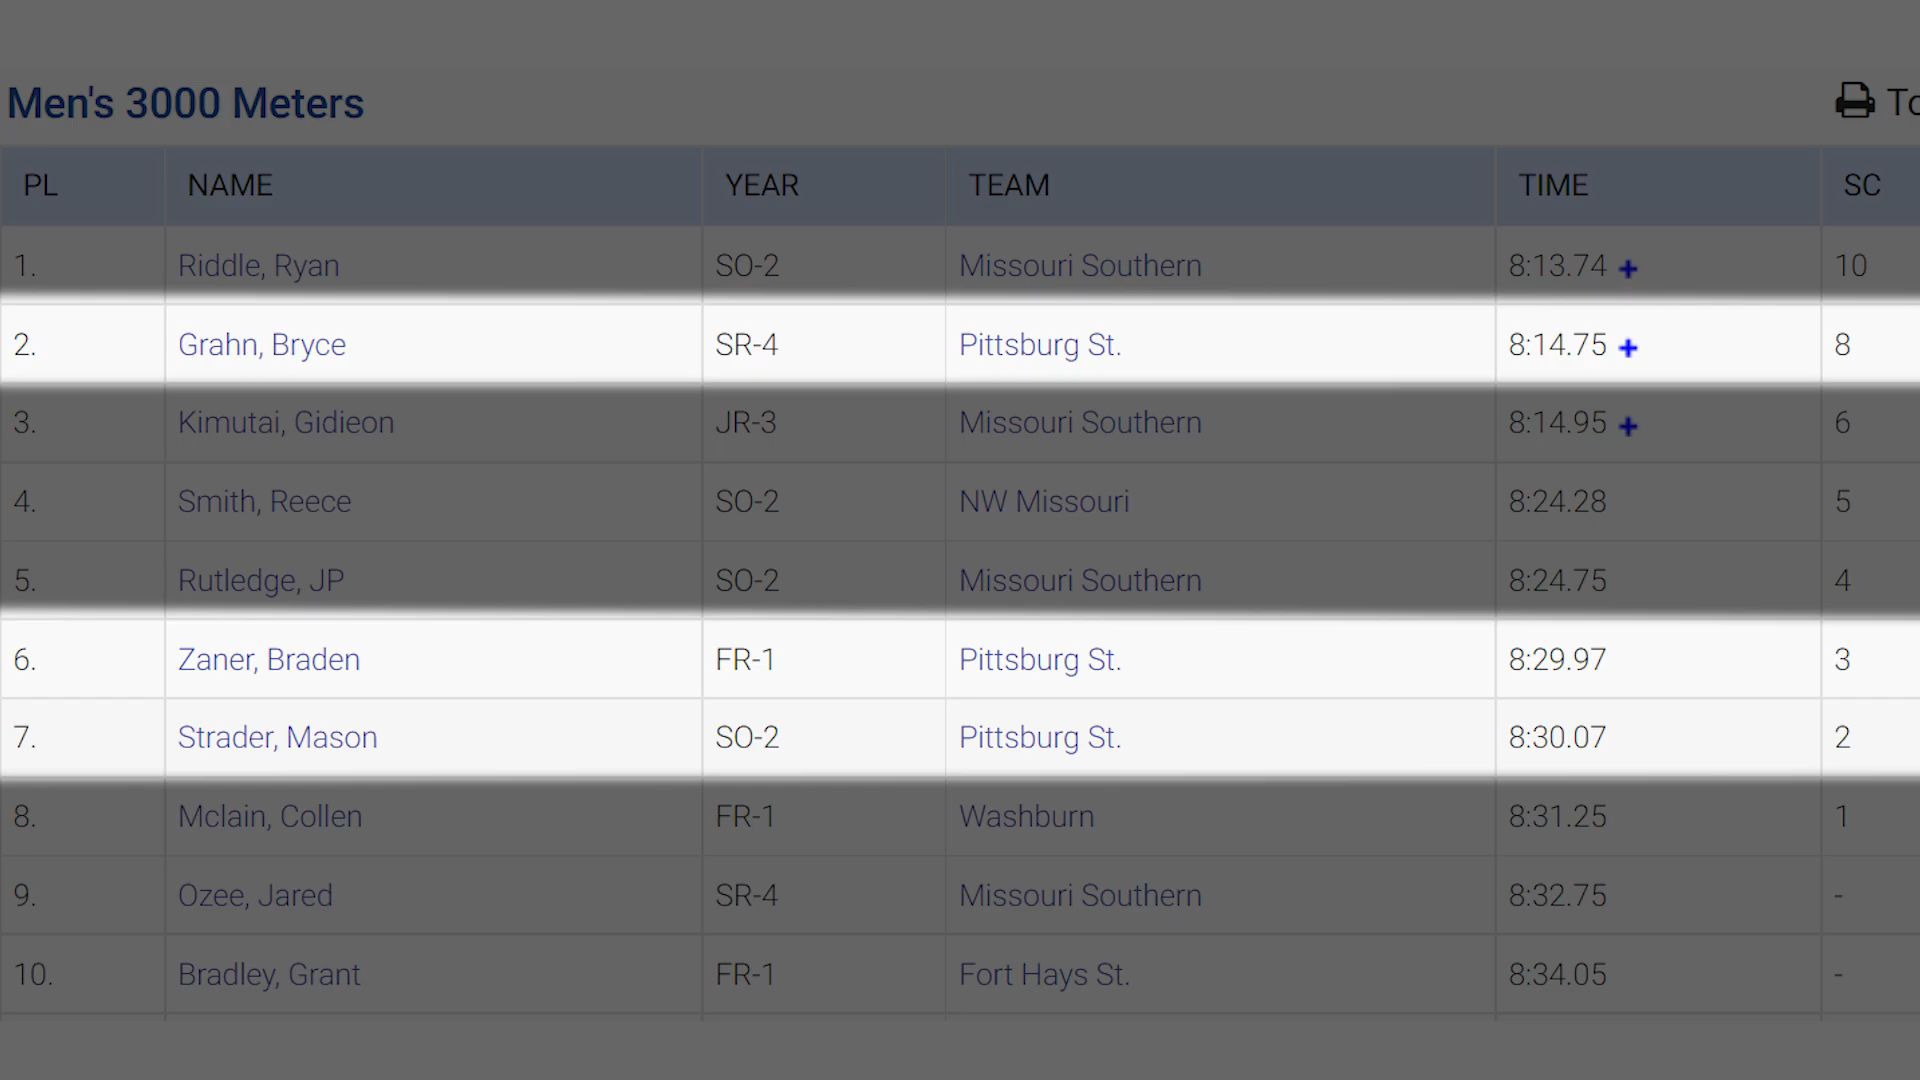 Men's 3000 Meters To
PL NAME YEAR TEAM TIME SC
1. Riddle, Ryan SO-2 Missouri Southern 8:13.74 + 10
2. Grahn, Bryce SR-4 Pittsburg St. 8:14.75 + 8
3. Kimutai, Gidieon JR-3 Missouri Southern 8:14.95 + 6
4. Smith, Reece SO-2 NW Missouri 8:24.28 5
5. Rutledge, JP SO-2 Missouri Southern 8:24.75 4
6. Zaner, Braden FR-1 Pittsburg St. 8:29.97 3
7. Strader, Mason SO-2 Pittsburg St. 8:30.07 2
8. Mclain, Collen FR-1 Washburn 8:31.25 1
9. Ozee, Jared SR-4 Missouri Southern 8:32.75 -
10. Bradley, Grant FR-1 Fort Hays St. 8:34.05 -